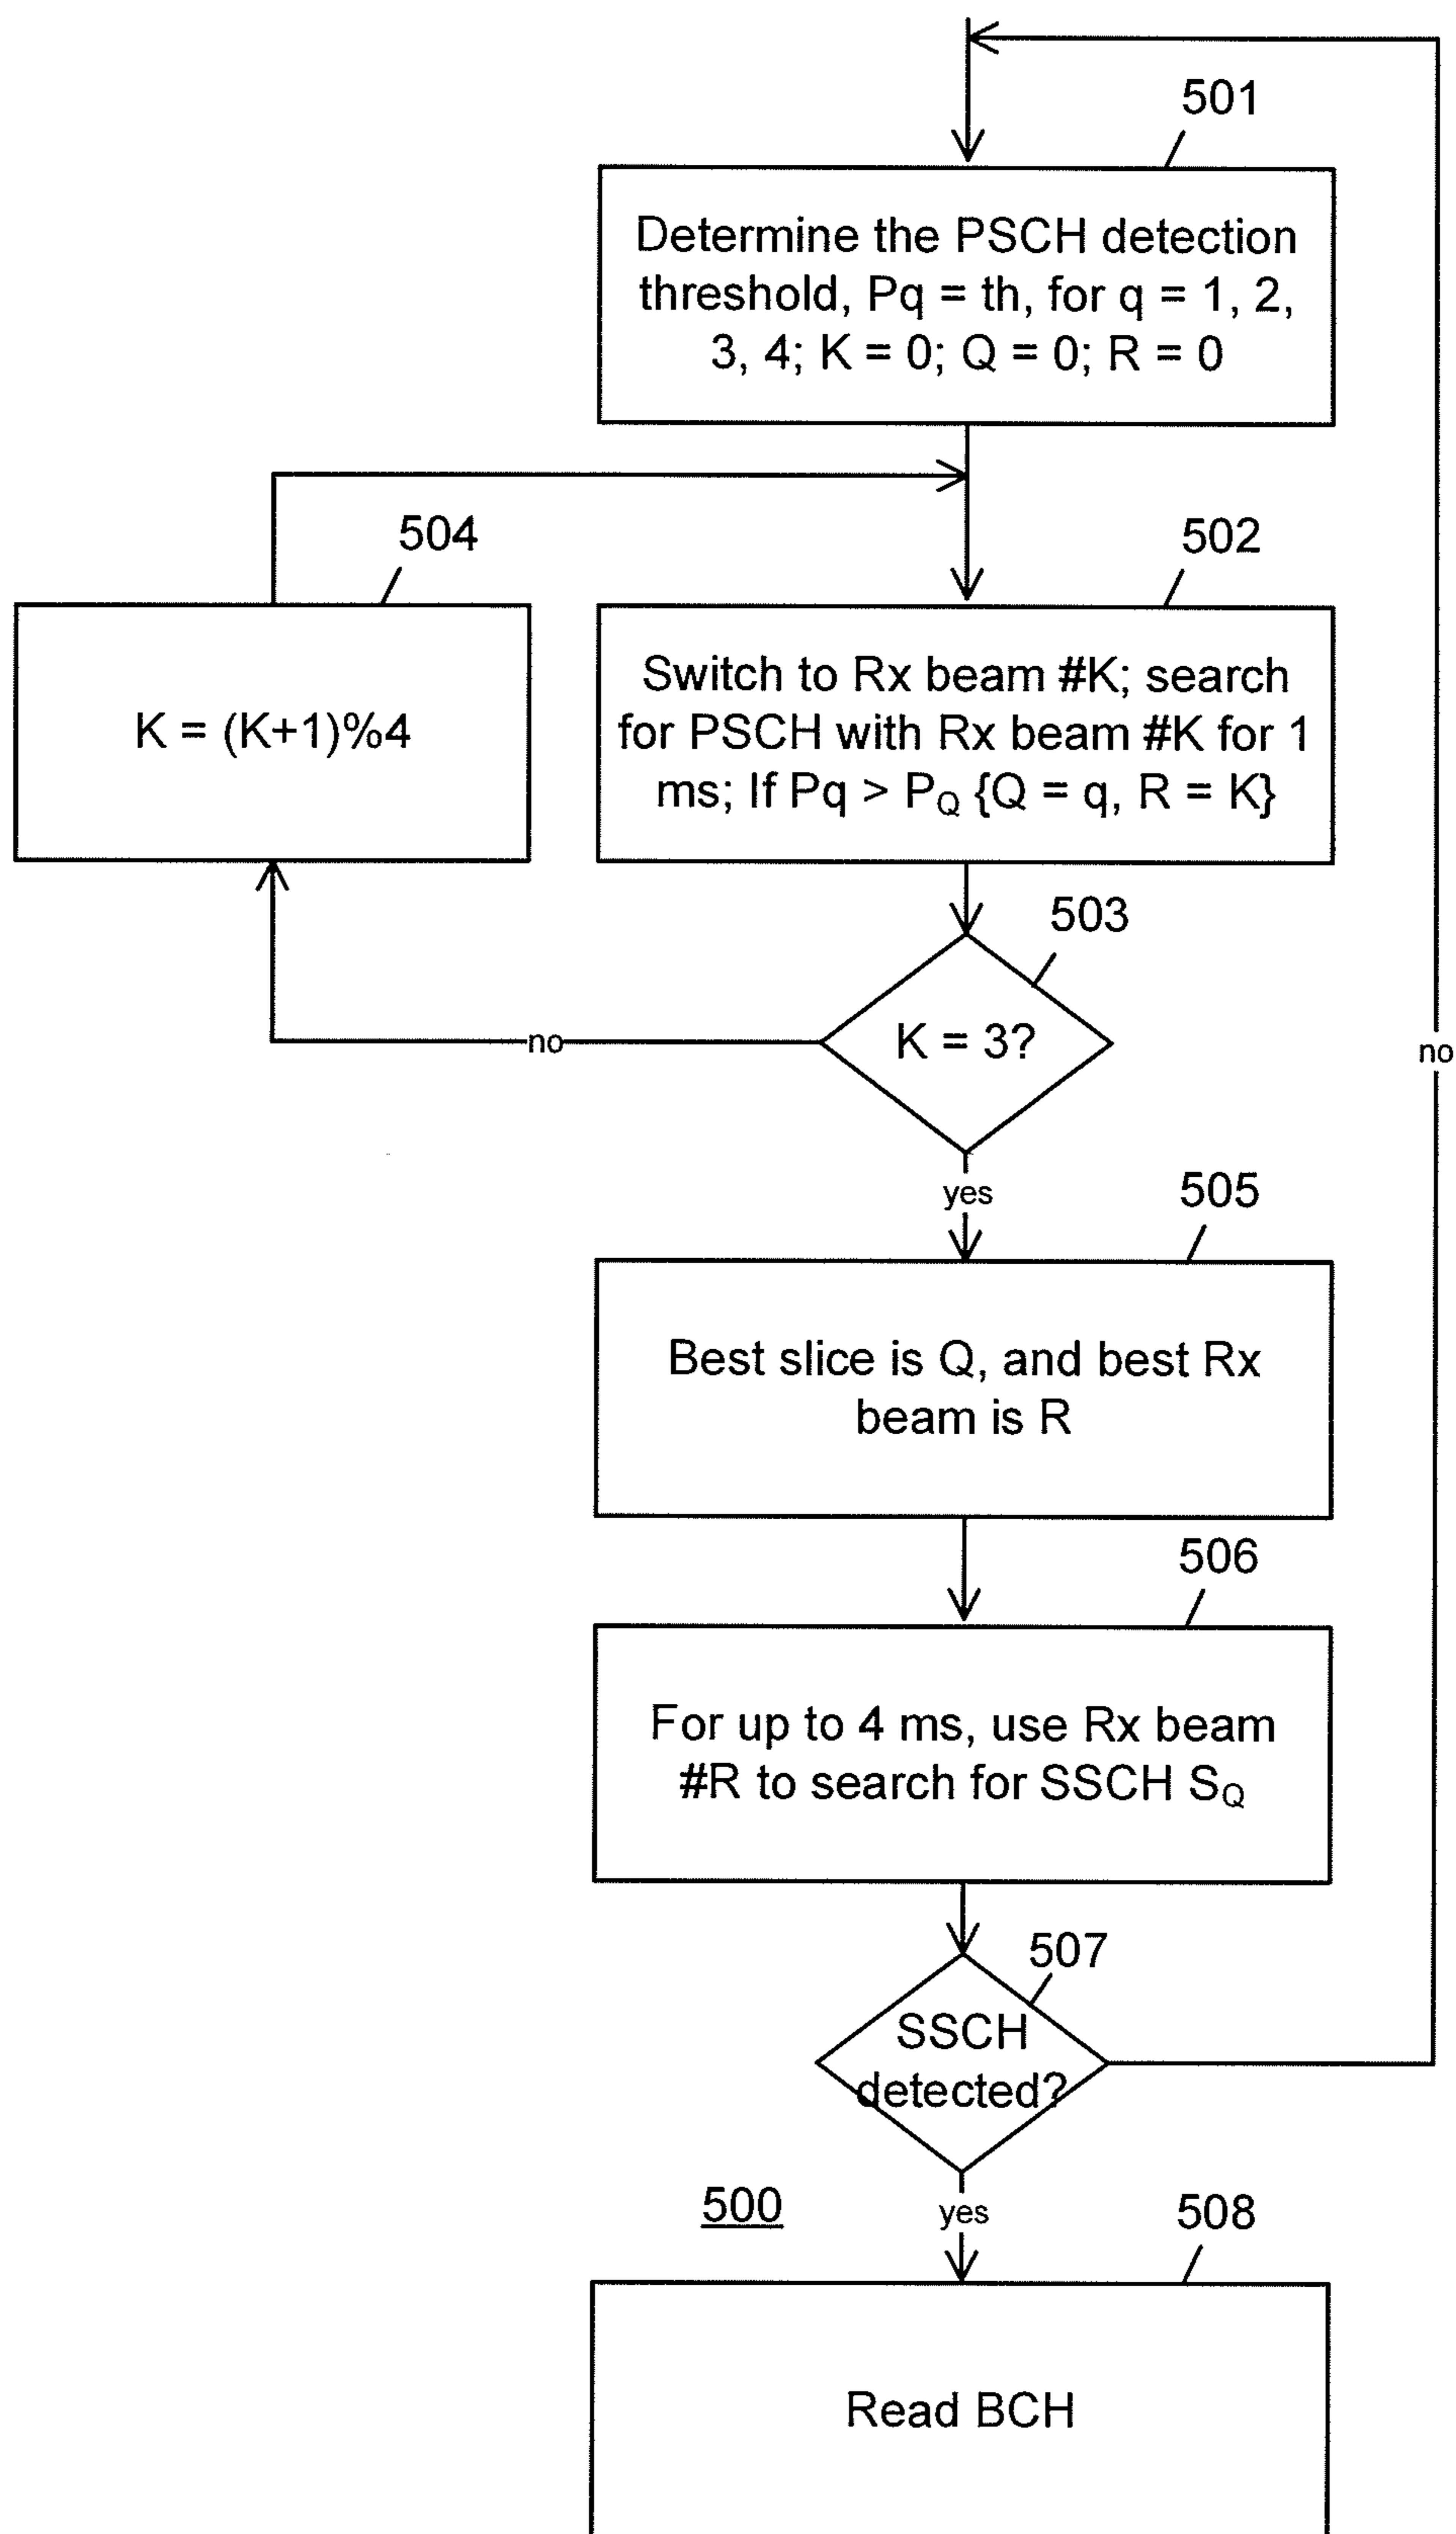 501
Determine the PSCH detection
threshold, Pq = th, for q = 1, 2,
3, 4; K = 0; Q = 0; R = 0
504
502
K = (K+1)%4
Switch to Rx beam #K; search
for PSCH with Rx beam #K for 1
ms; If Pq > P_Q {Q = q, R = K}
503
K = 3?
no
no
yes
505
Best slice is Q, and best Rx
beam is R
506
For up to 4 ms, use Rx beam
#R to search for SSCH S_Q
507
SSCH
detected?
500
yes
508
Read BCH